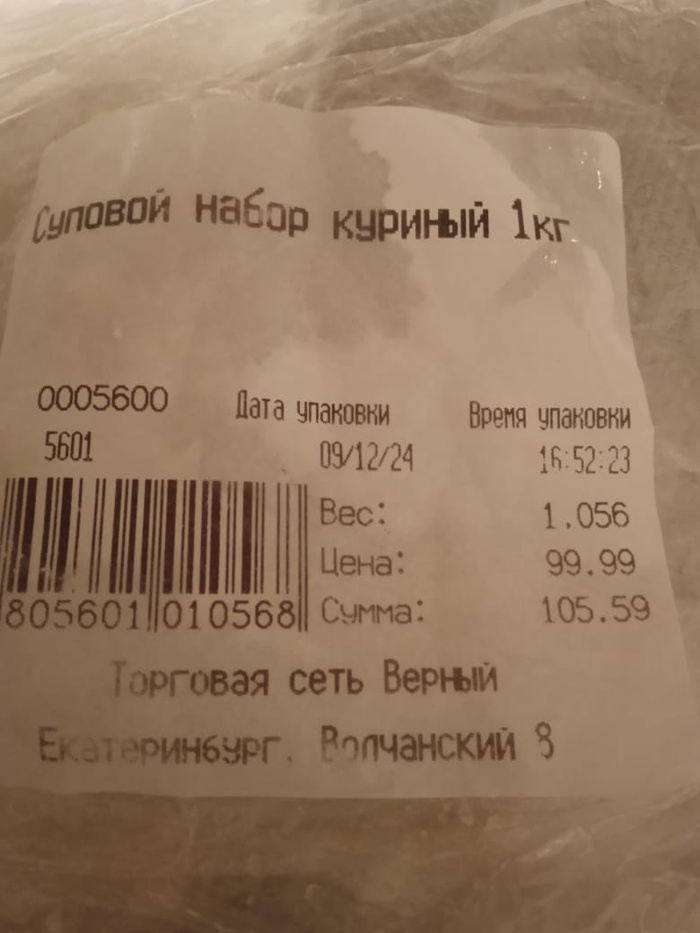 Суповой набор куриный 1кг
0005600 Дата упаковки Время упаковки
5601 09/12/24 16:52:23
Вес: 1.056
Цена: 99.99
805601 010568 Сумма: 105.59
Торговая сеть Верный
Екатеринбург. Волчанский 8